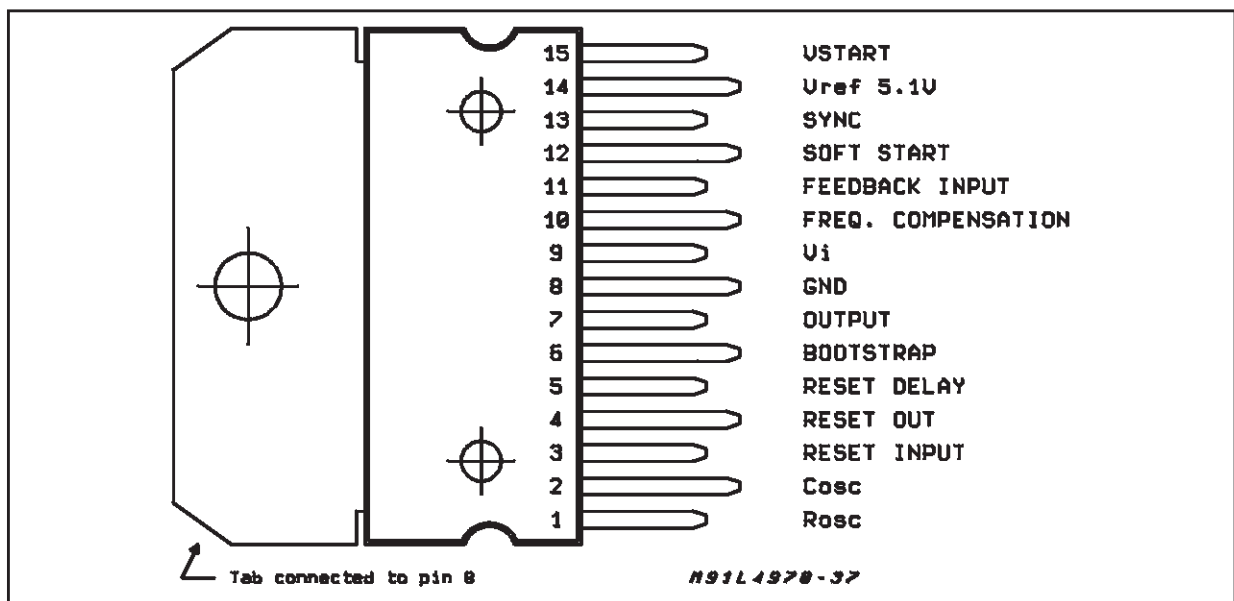 15 VSTART
14 Vref 5.1V
13 SYNC
12 SOFT START
11 FEEDBACK INPUT
10 FREQ. COMPENSATION
9 Vi
8 GND
7 OUTPUT
6 BOOTSTRAP
5 RESET DELAY
4 RESET OUT
3 RESET INPUT
2 Cosc
1 Rosc
Tab connected to pin 8
M91L4970-37